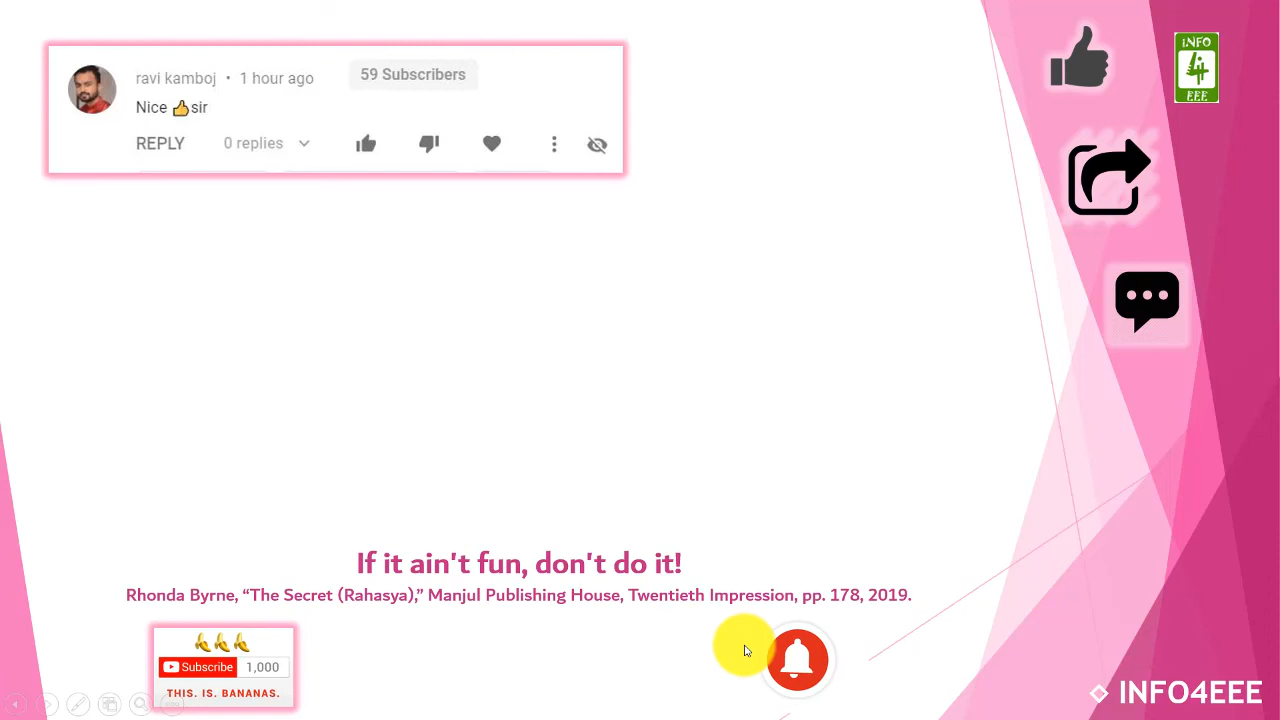 ravi kamboj • 1 hour ago 59 Subscribers
Nice 👍sir
REPLY 0 replies
INFO
4
EEE
If it ain't fun, don't do it!
Rhonda Byrne, “The Secret (Rahasya),” Manjul Publishing House, Twentieth Impression, pp. 178, 2019.
Subscribe 1,000
THIS. IS. BANANAS.
INFO4EEE